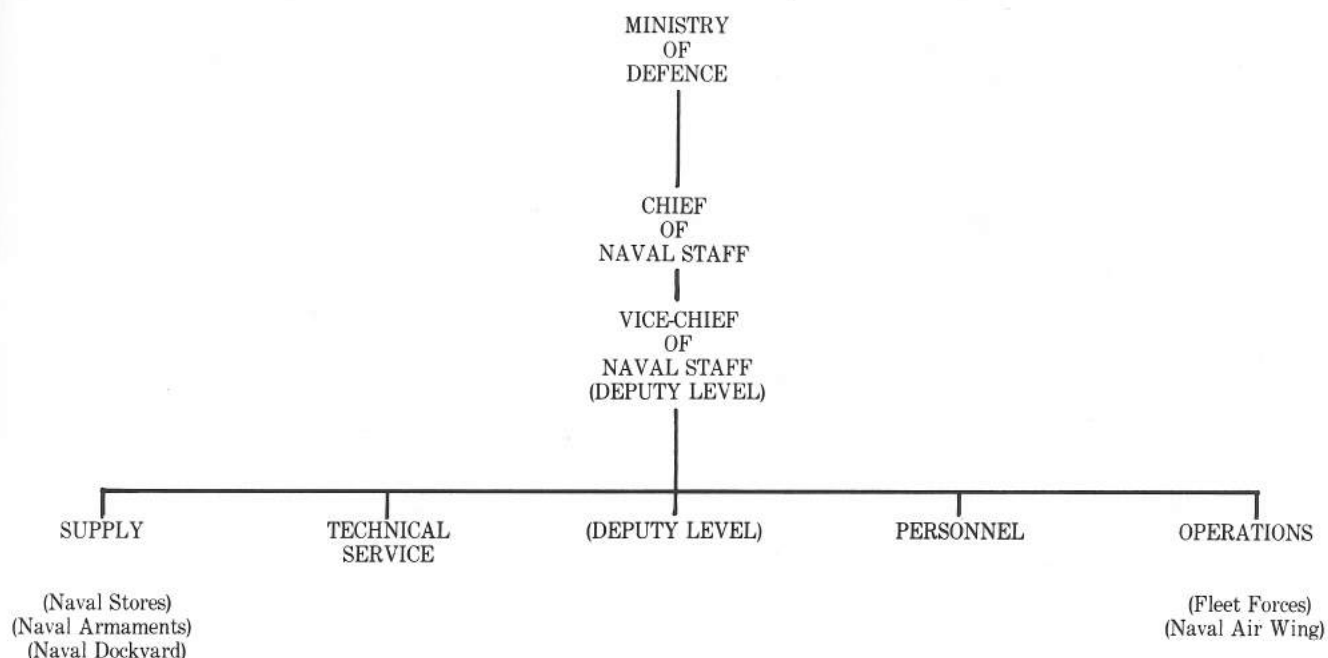 MINISTRY
OF
DEFENCE
CHIEF
OF
NAVAL STAFF
VICE-CHIEF
OF
NAVAL STAFF
(DEPUTY LEVEL)
SUPPLY
TECHNICAL
SERVICE
(DEPUTY LEVEL)
PERSONNEL
OPERATIONS
(Naval Stores)
(Naval Armaments)
(Naval Dockyard)
(Fleet Forces)
(Naval Air Wing)